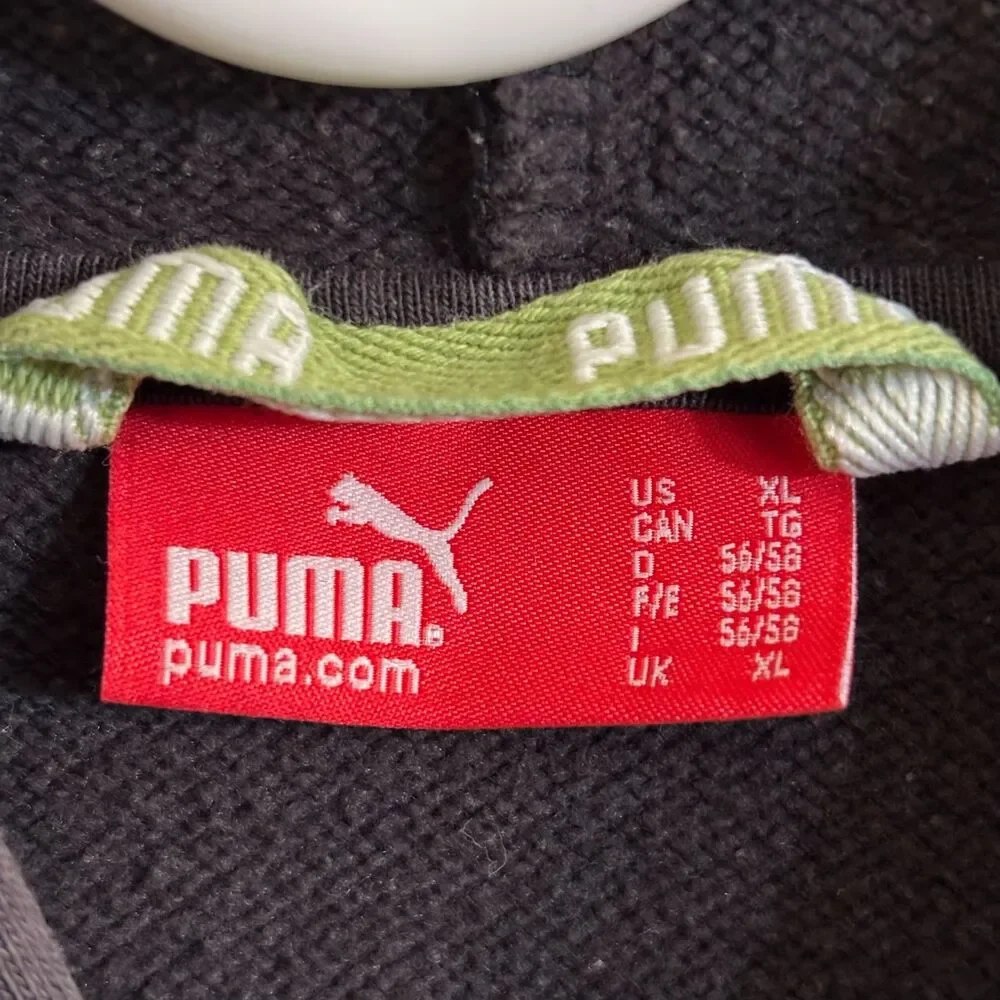 PUMA PUMA
PUMA®
puma.com
US XL
CAN TG
D 56/58
F/E 56/58
I 56/58
UK XL